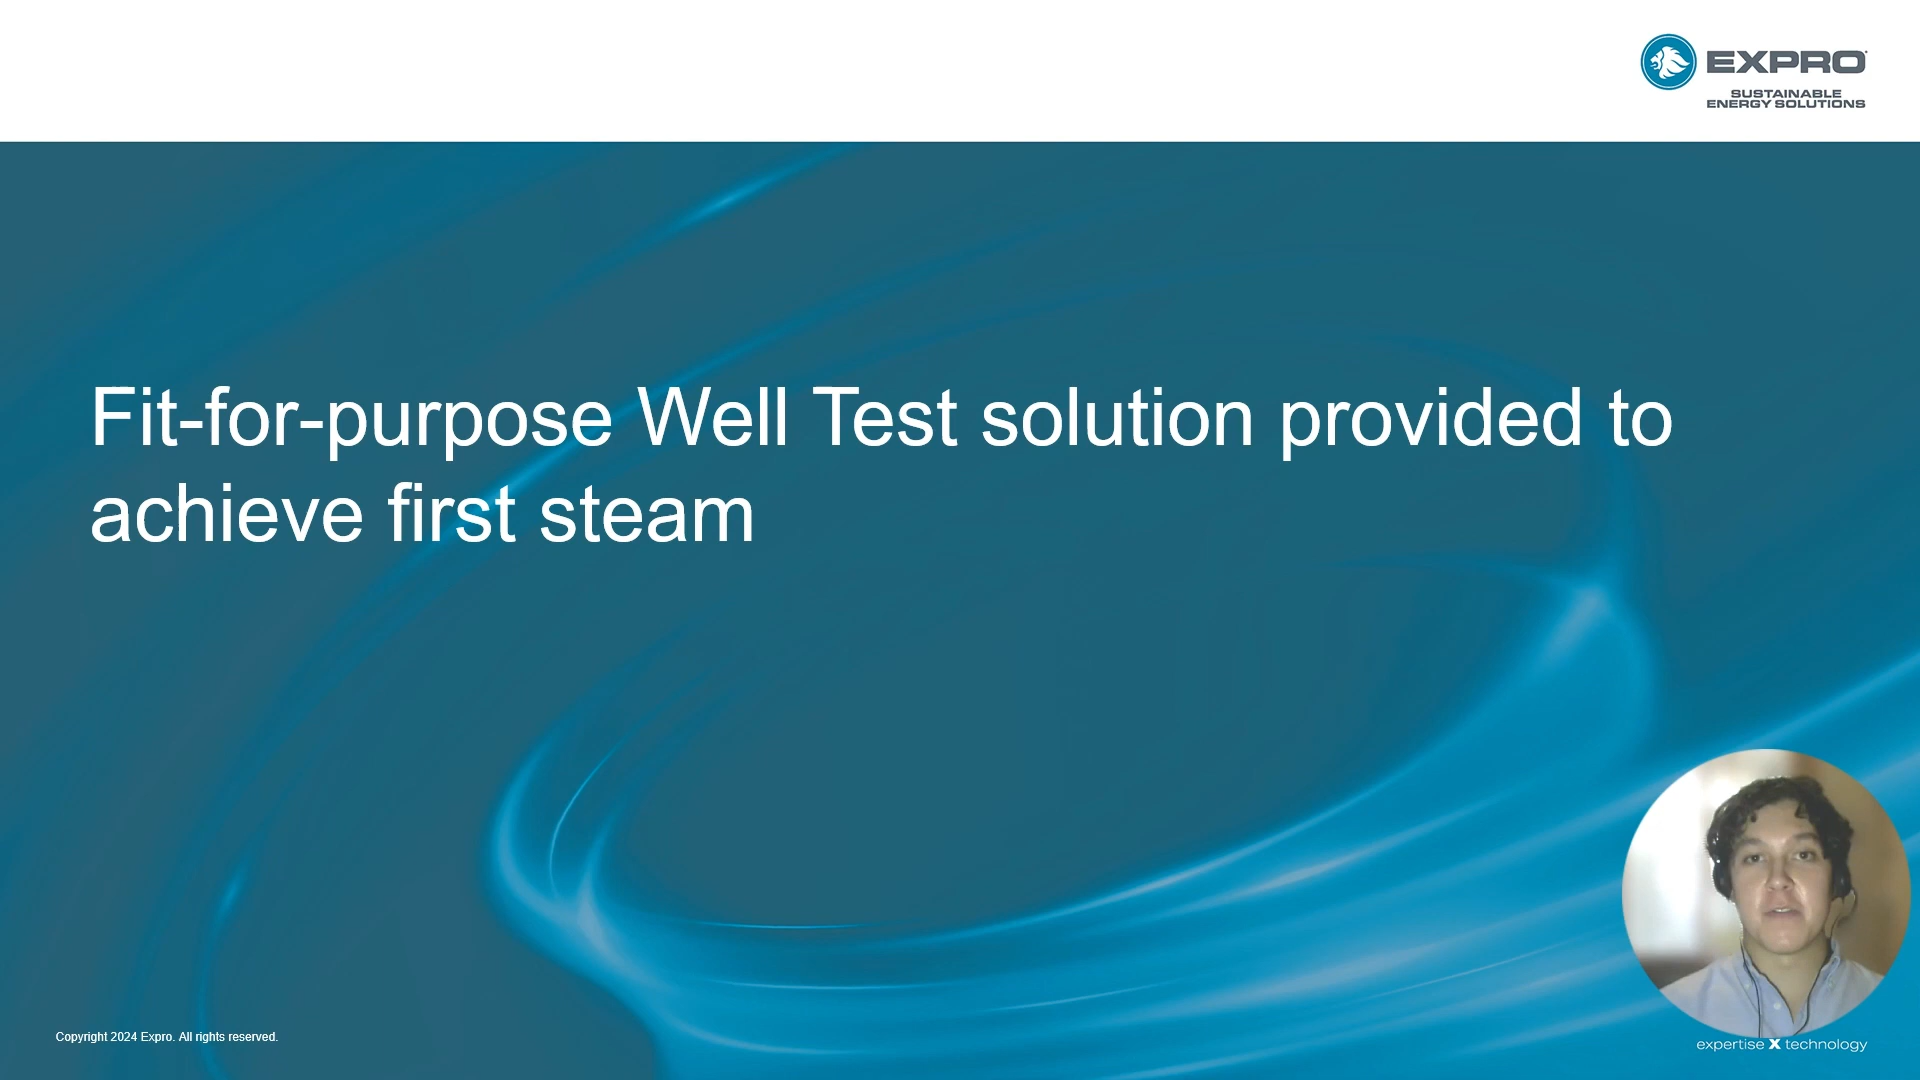 EXPRO
SUSTAINABLE
ENERGY SOLUTIONS
Fit-for-purpose Well Test solution provided to
achieve first steam
Copyright 2024 Expro. All rights reserved.
expertise X technology